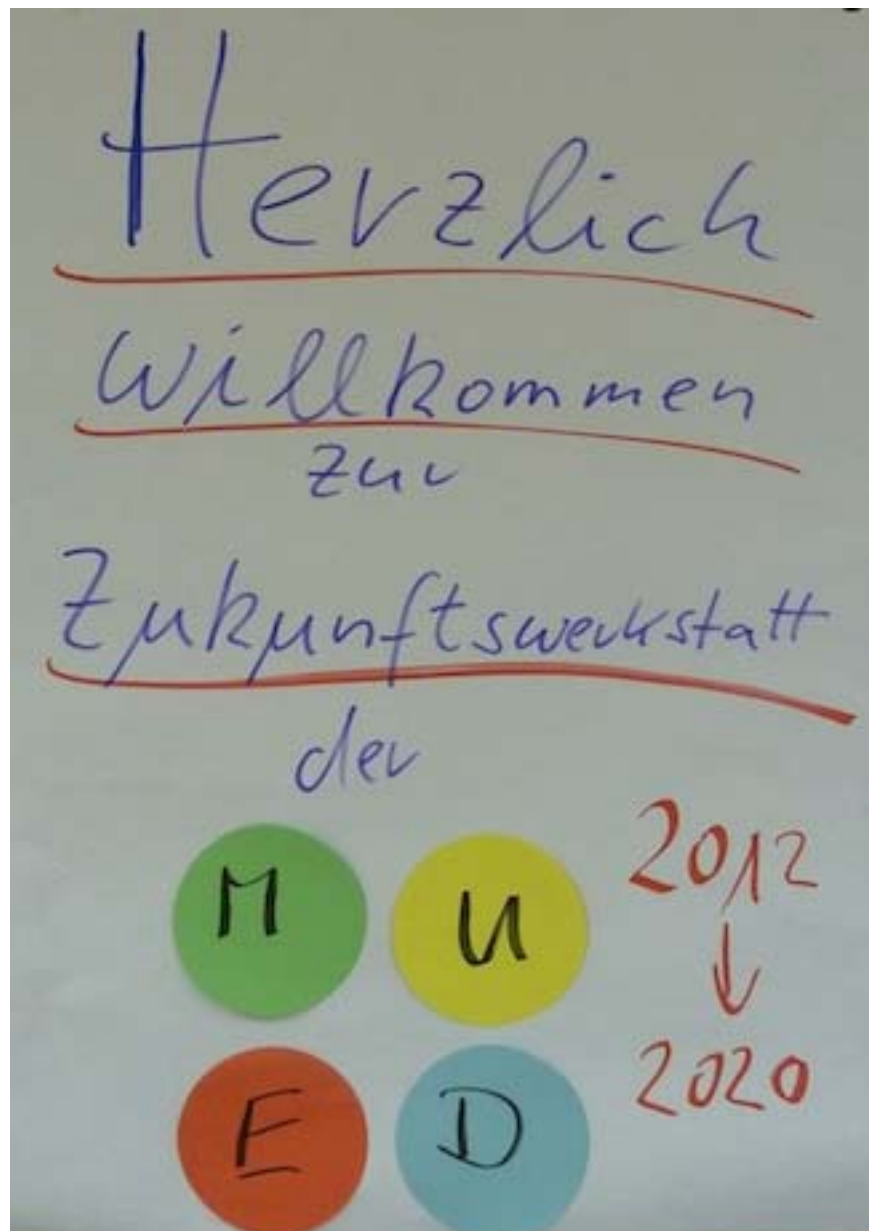 Herzlich
Willkommen
zur
Zukunftswerkstatt
der
M U
2012
↓
2020
E D